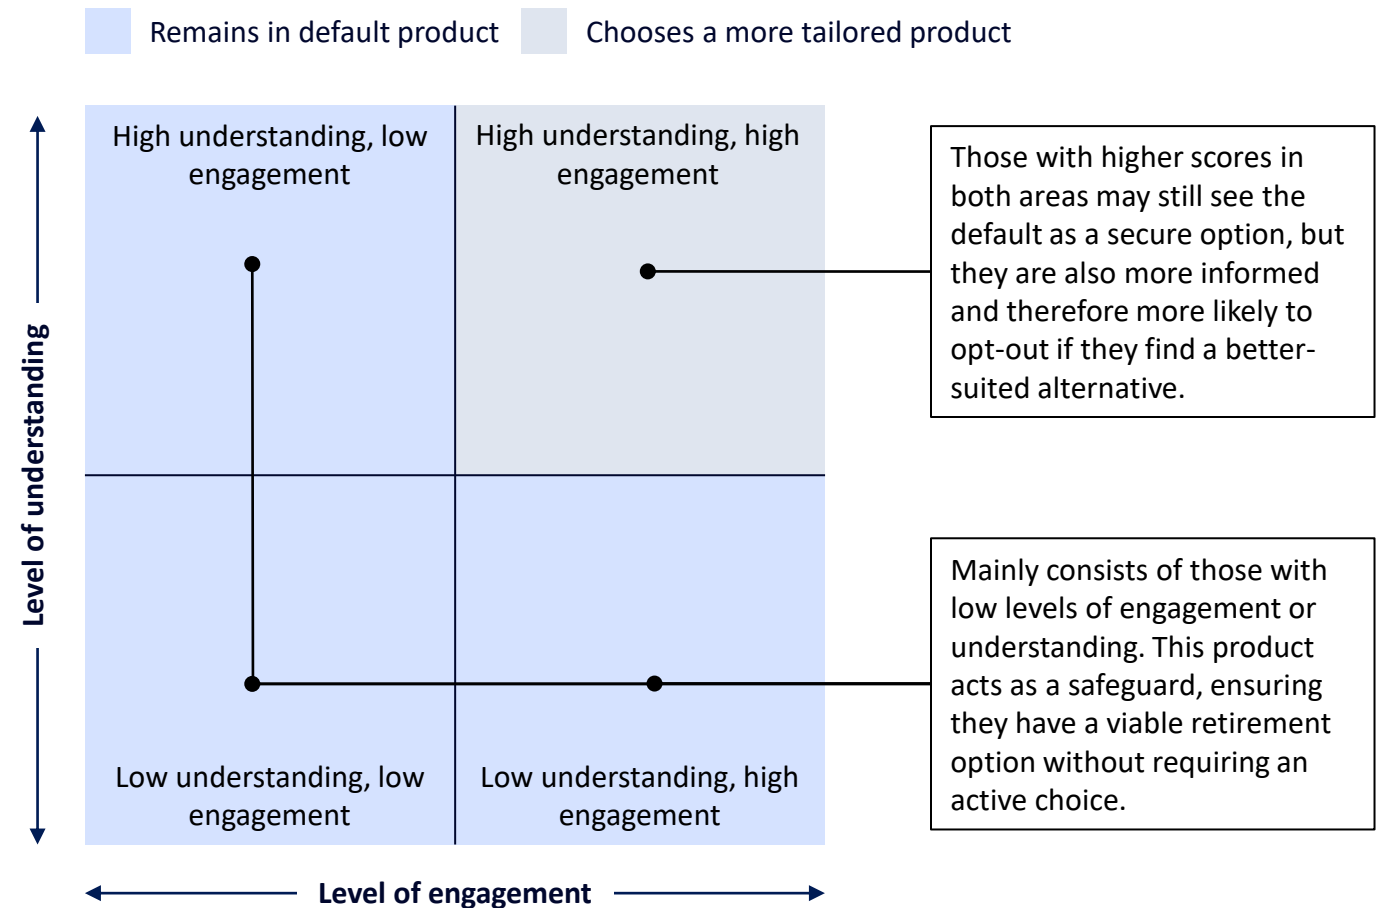 Remains in default product
Chooses a more tailored product
High understanding, low
engagement
High understanding, high
engagement
Those with higher scores in
both areas may still see the
default as a secure option, but
they are also more informed
and therefore more likely to
opt-out if they find a better-
suited alternative.
Level of understanding
Low understanding, low
engagement
Low understanding, high
engagement
Mainly consists of those with
low levels of engagement or
understanding. This product
acts as a safeguard, ensuring
they have a viable retirement
option without requiring an
active choice.
Level of engagement